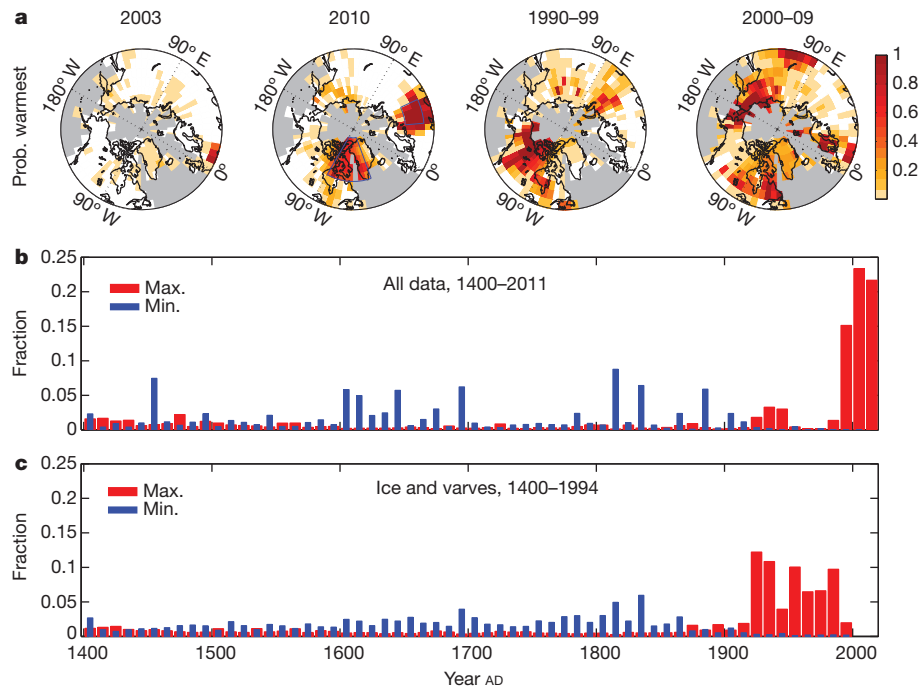 a 2003 2010 1990–99 2000–09
Prob. warmest
180° W 90° E 0° 90° W
180° W 90° E 0° 90° W
180° W 90° E 0° 90° W
180° W 90° E 0° 90° W
1
0.8
0.6
0.4
0.2
b
All data, 1400–2011
Max.
Min.
Fraction
0.25
0.2
0.15
0.1
0.05
0
c
Ice and varves, 1400–1994
Max.
Min.
Fraction
0.25
0.2
0.15
0.1
0.05
0
1400 1500 1600 1700 1800 1900 2000
Year AD